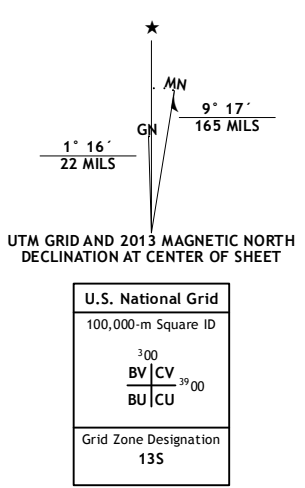 ★
MN
GN
9° 17´
165 MILS
1° 16´
22 MILS
UTM GRID AND 2013 MAGNETIC NORTH
DECLINATION AT CENTER OF SHEET
U.S. National Grid
100,000-m Square ID
³00
BV CV
³⁹00
BU CU
Grid Zone Designation
13S